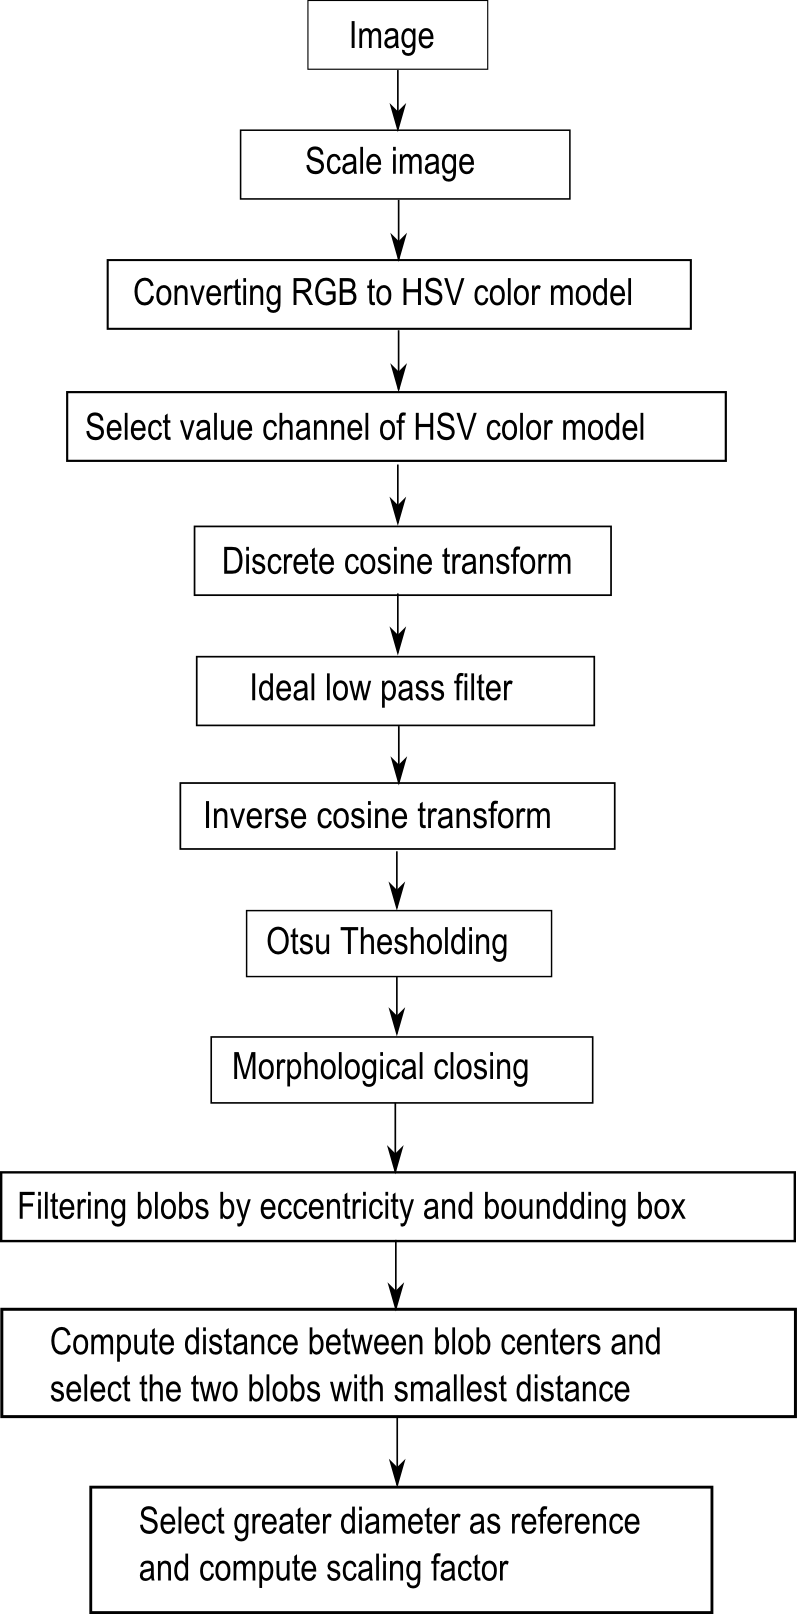 Image
Scale image
Converting RGB to HSV color model
Select value channel of HSV color model
Discrete cosine transform
Ideal low pass filter
Inverse cosine transform
Otsu Thesholding
Morphological closing
Filtering blobs by eccentricity and boundding box
Compute distance between blob centers and
select the two blobs with smallest distance
Select greater diameter as reference
and compute scaling factor